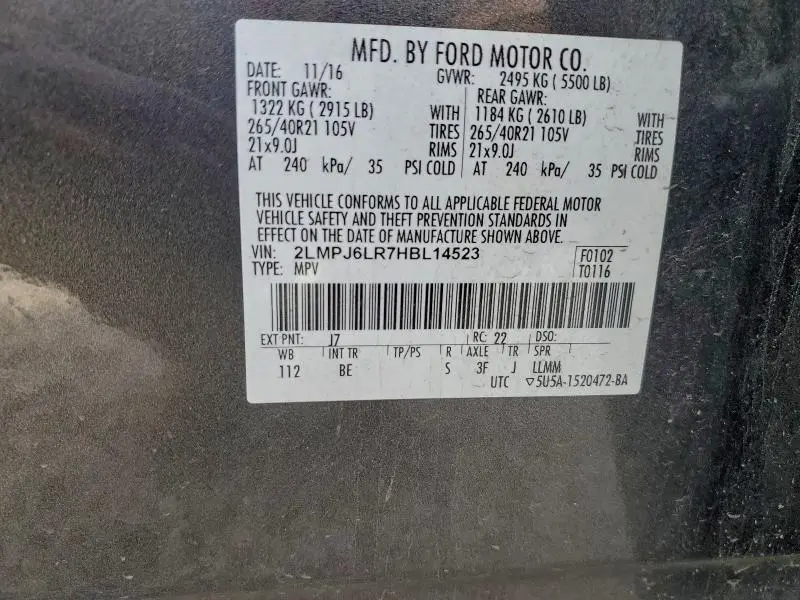 MFD. BY FORD MOTOR CO.
DATE: 11/16 GVWR: 2495 KG ( 5500 LB)
FRONT GAWR: REAR GAWR:
1322 KG ( 2915 LB) WITH 1184 KG ( 2610 LB) WITH
265/40R21 105V TIRES 265/40R21 105V TIRES
21x9.0J RIMS 21x9.0J RIMS
AT 240 kPa/ 35 PSI COLD AT 240 kPa/ 35 PSI COLD
THIS VEHICLE CONFORMS TO ALL APPLICABLE FEDERAL MOTOR
VEHICLE SAFETY AND THEFT PREVENTION STANDARDS IN
EFFECT ON THE DATE OF MANUFACTURE SHOWN ABOVE.
VIN: 2LMPJ6LR7HBL14523 F0102
TYPE: MPV T0116
EXT PNT: J7 RC: 22 DSO:
WB INT TR TP/PS R AXLE TR SPR
112 BE S 3F J LLMM
UTC ▽5U5A-1520472-BA